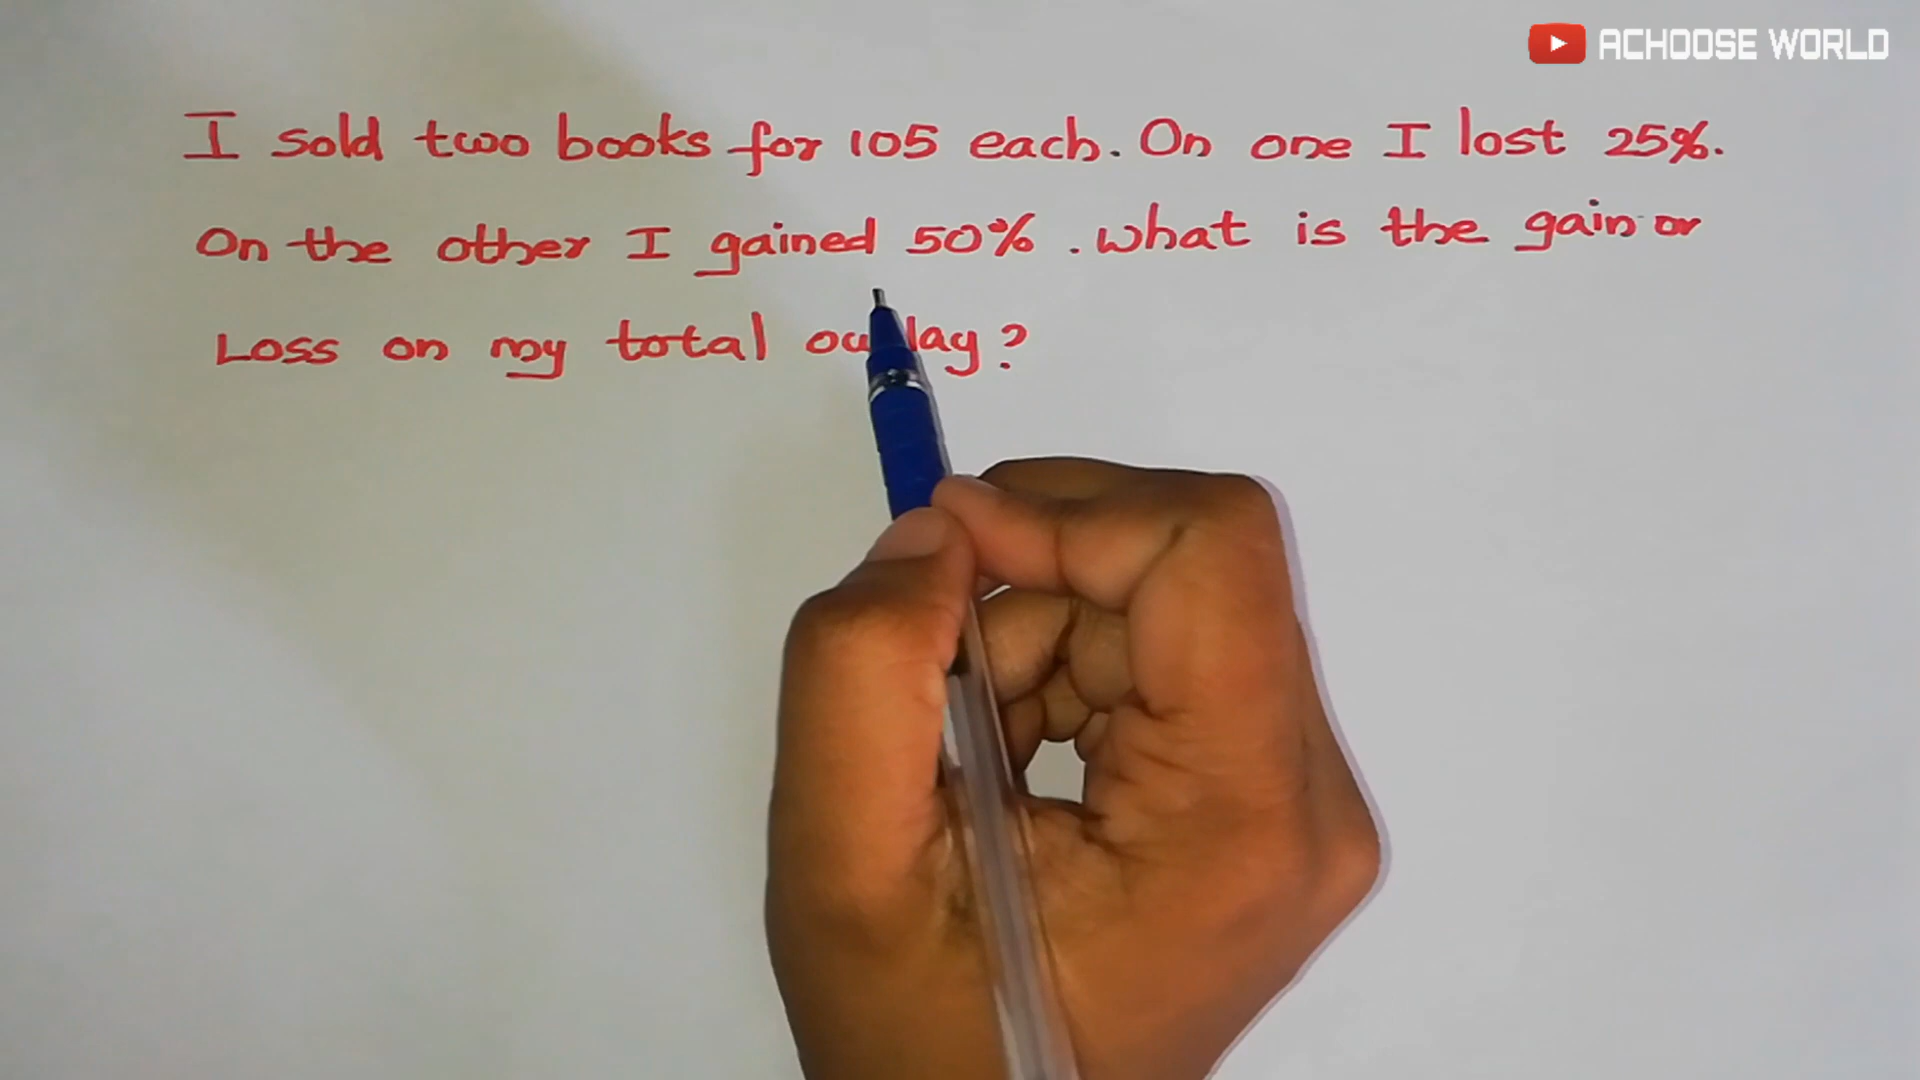 ACHOOSE WORLD
I sold two books for 105 each. On one I lost 25%.
On the other I gained 50%. what is the gain or
Loss on my total outlay?